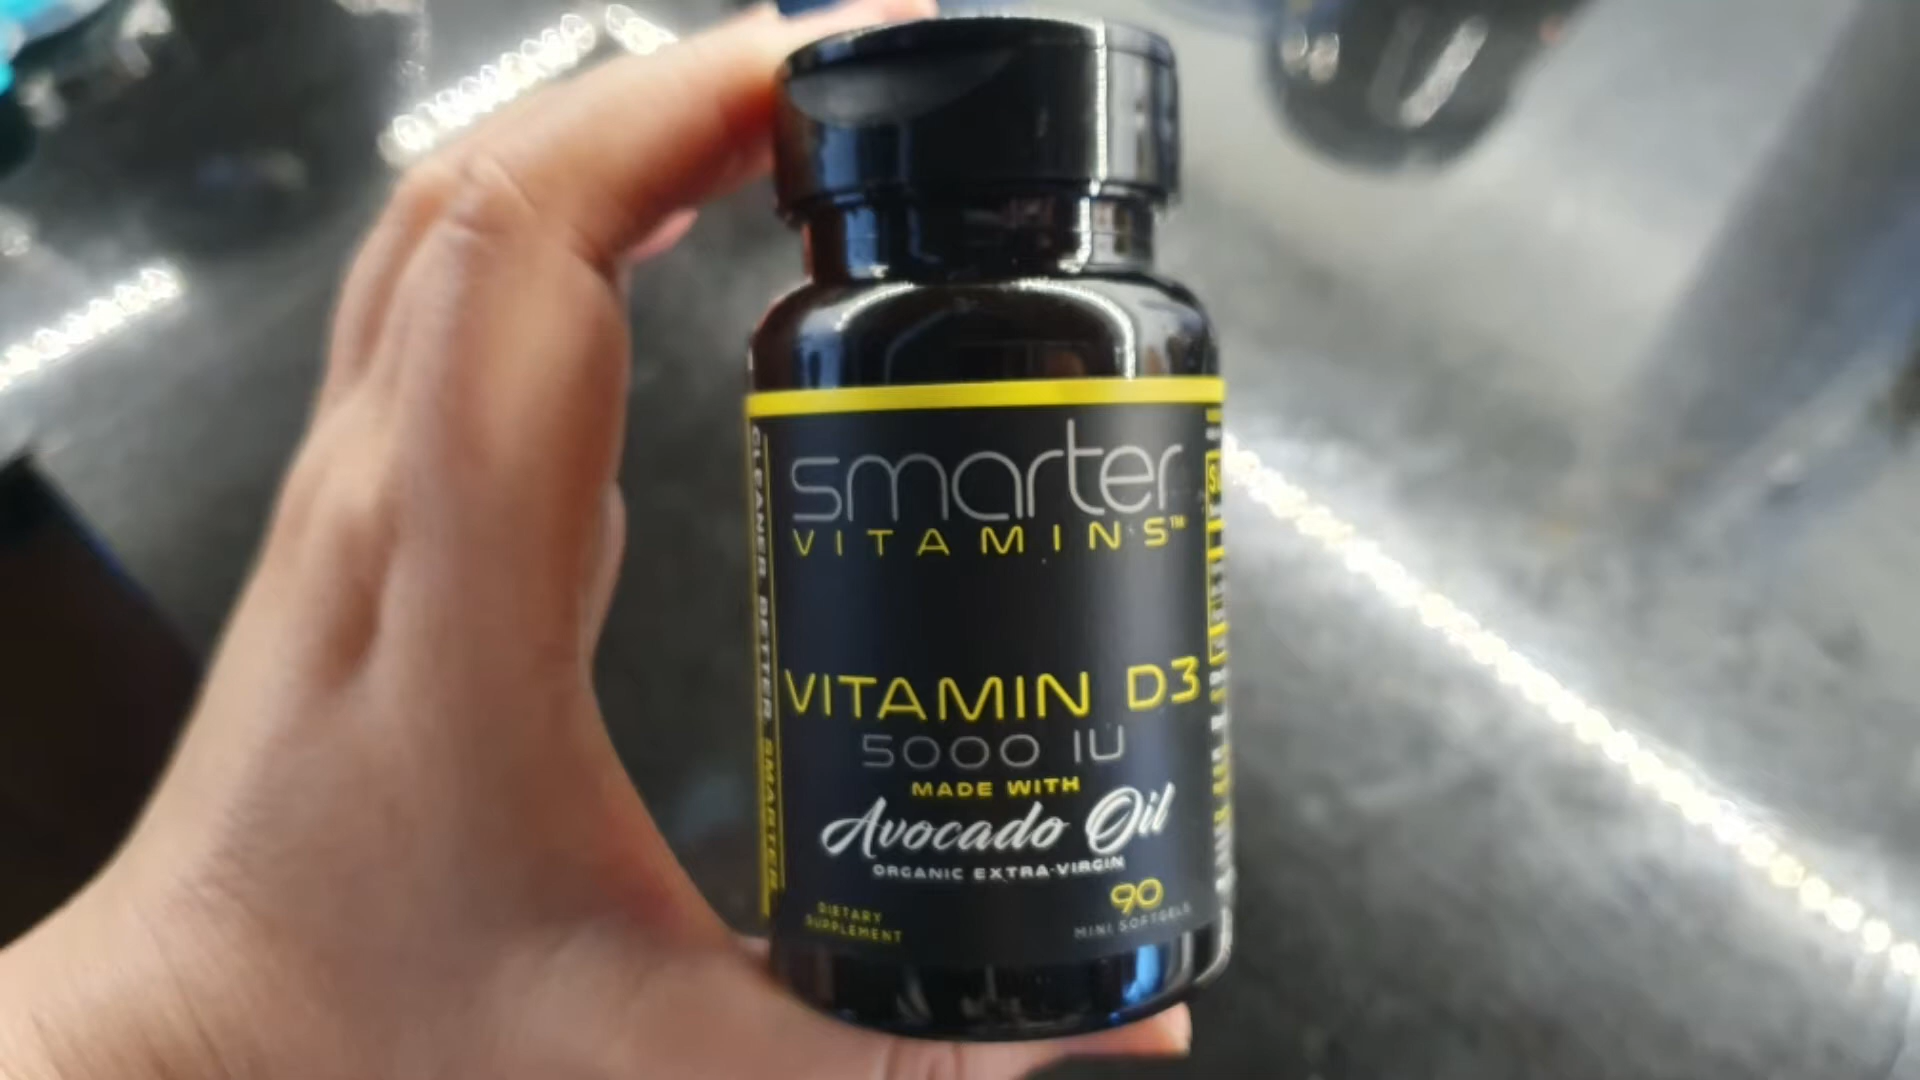 smarter
VITAMINS™
VITAMIN D3
5000 IU
MADE WITH
Avocado Oil
ORGANIC EXTRA-VIRGIN
90
MINI SOFTGELS
DIETARY
SUPPLEMENT
CLEANER BETTER SMARTER